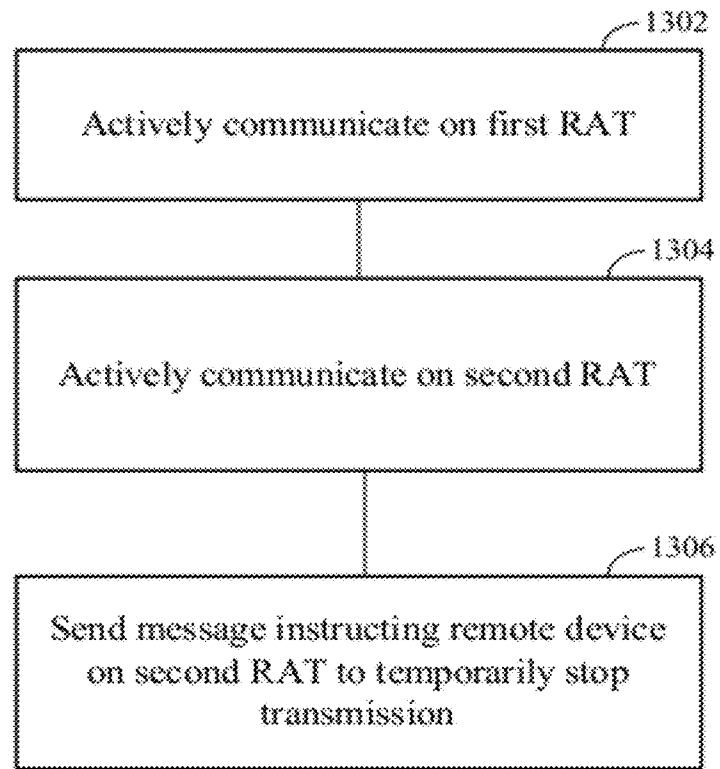 1302
Actively communicate on first RAT
1304
Actively communicate on second RAT
1306
Send message instructing remote device
on second RAT to temporarily stop
transmission